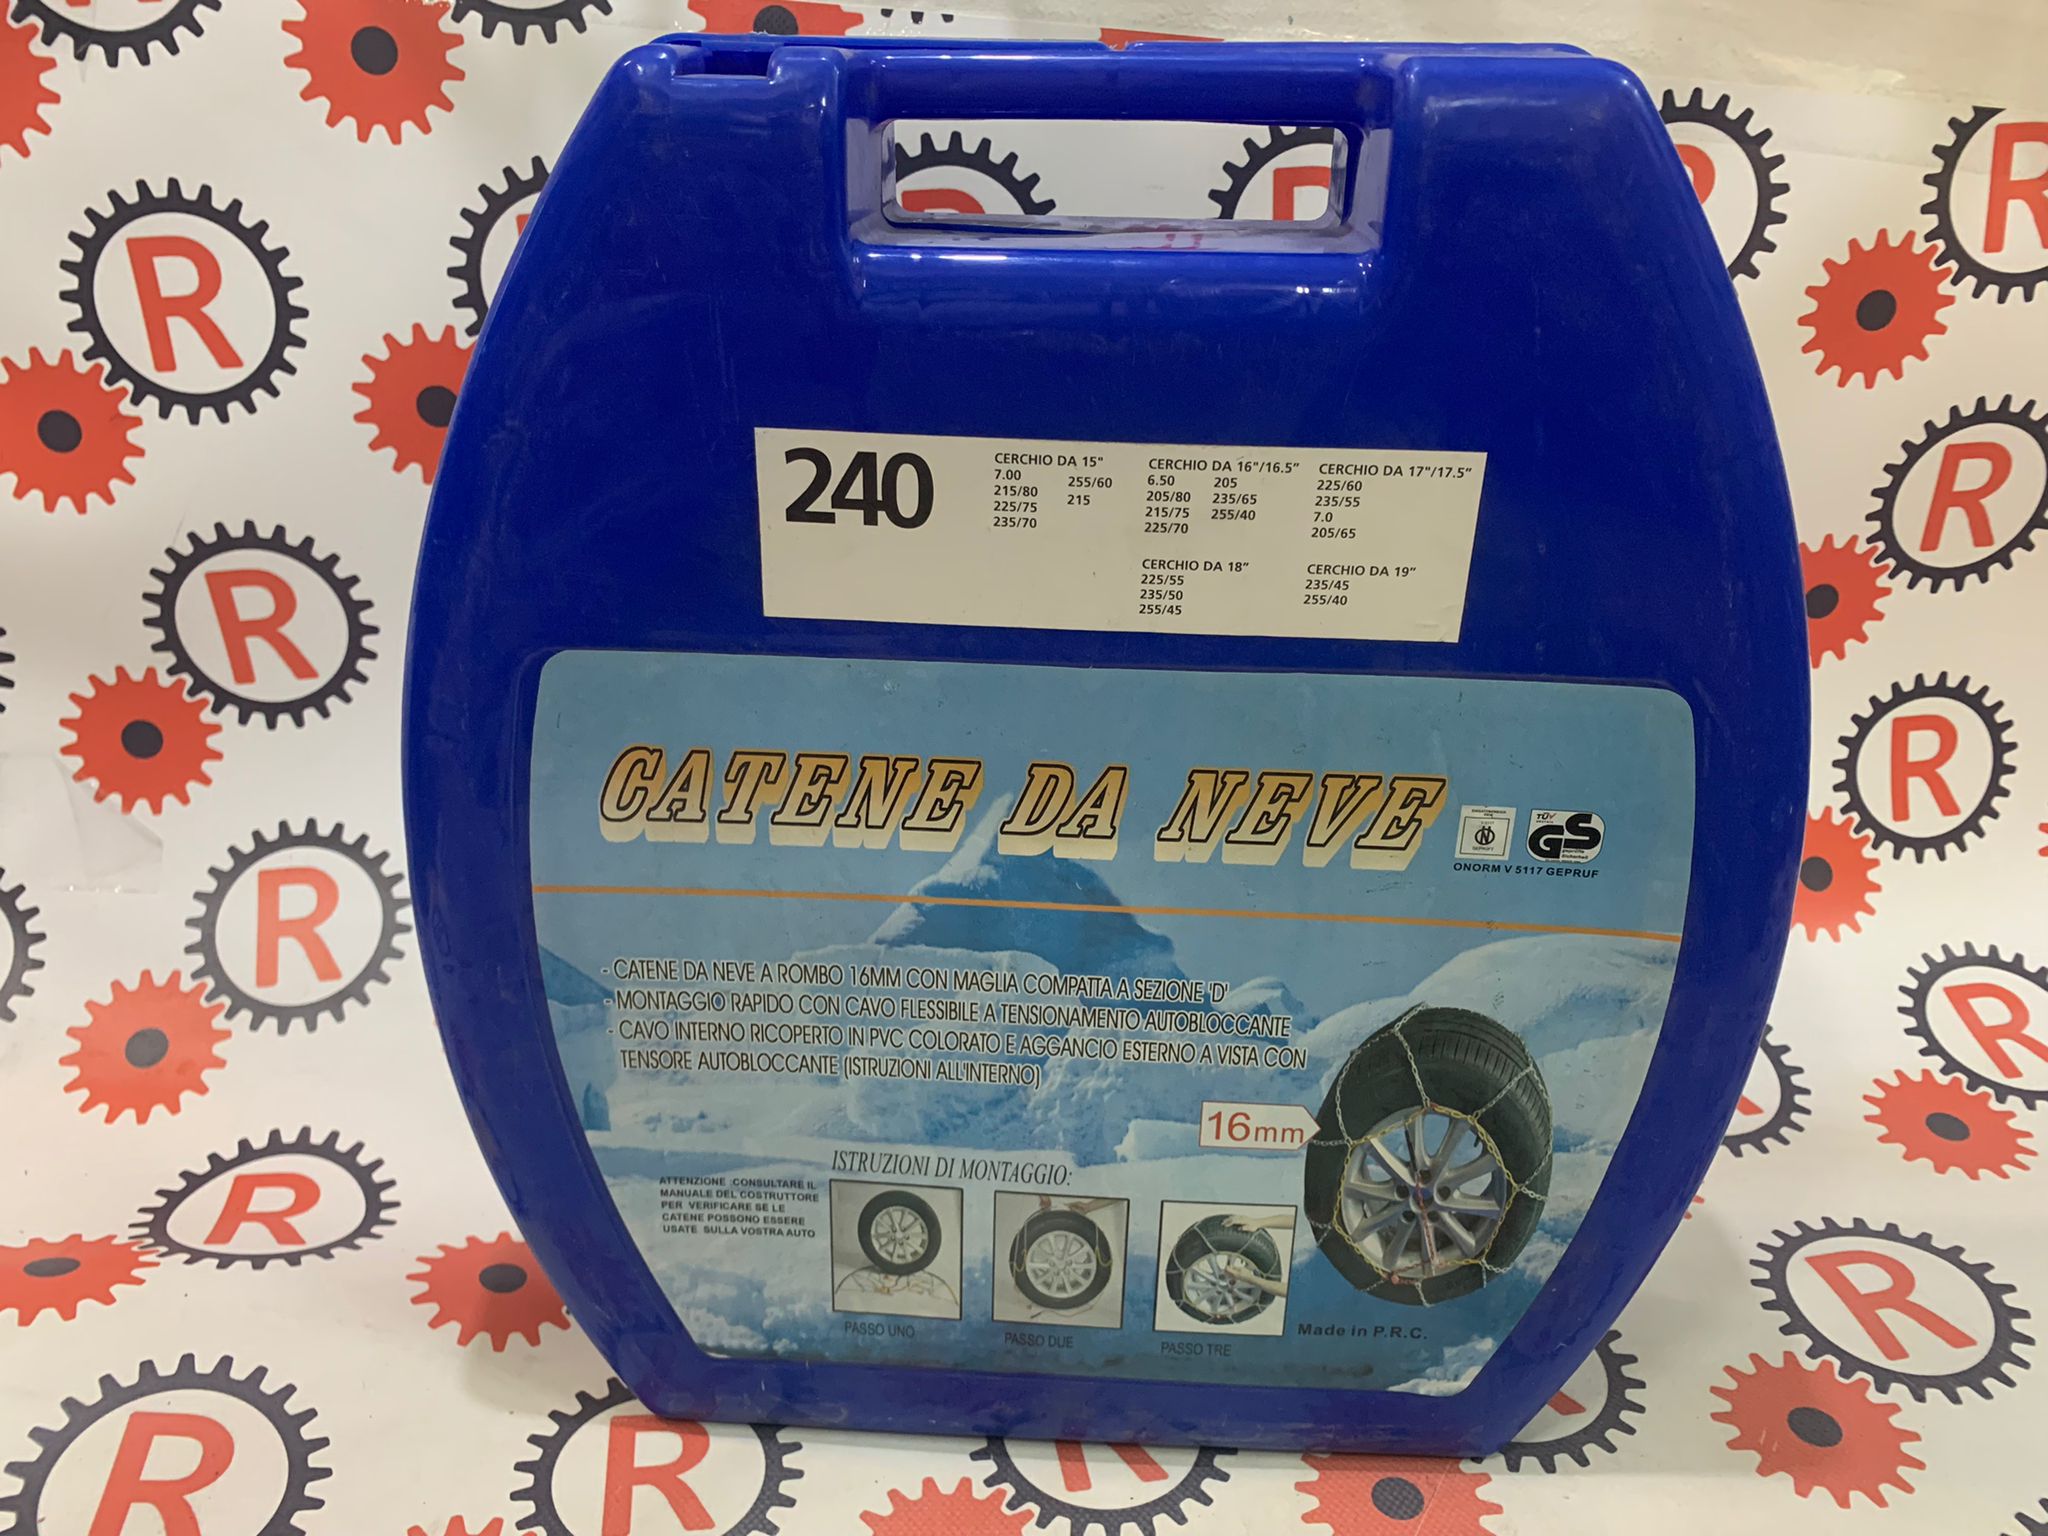 240
CERCHIO DA 15"
7.00
215/80
225/75
235/70
255/60
215
CERCHIO DA 16"/16.5"
6.50
205/80
215/75
225/70
205
235/65
255/40
CERCHIO DA 17"/17.5"
225/60
235/55
7.0
205/65
CERCHIO DA 18"
225/55
235/50
255/45
CERCHIO DA 19"
235/45
255/40
CATENE DA NEVE
TÜV
GS
geprüfte
Sicherheit
GEPRUFT
ONORM V 5117 GEPRUF
- CATENE DA NEVE A ROMBO 16MM CON MAGLIA COMPATTA A SEZIONE 'D'
- MONTAGGIO RAPIDO CON CAVO FLESSIBILE A TENSIONAMENTO AUTOBLOCCANTE
- CAVO INTERNO RICOPERTO IN PVC COLORATO E AGGANCIO ESTERNO A VISTA CON
TENSORE AUTOBLOCCANTE (ISTRUZIONI ALL'INTERNO)
16mm
ISTRUZIONI DI MONTAGGIO:
ATTENZIONE :CONSULTARE IL
MANUALE DEL COSTRUTTORE
PER VERIFICARE SE LE
CATENE POSSONO ESSERE
USATE SULLA VOSTRA AUTO
PASSO UNO
PASSO DUE
PASSO TRE
Made in P.R.C.
R
R
R
R
R
R
R
R
R
R
R
R
R
R